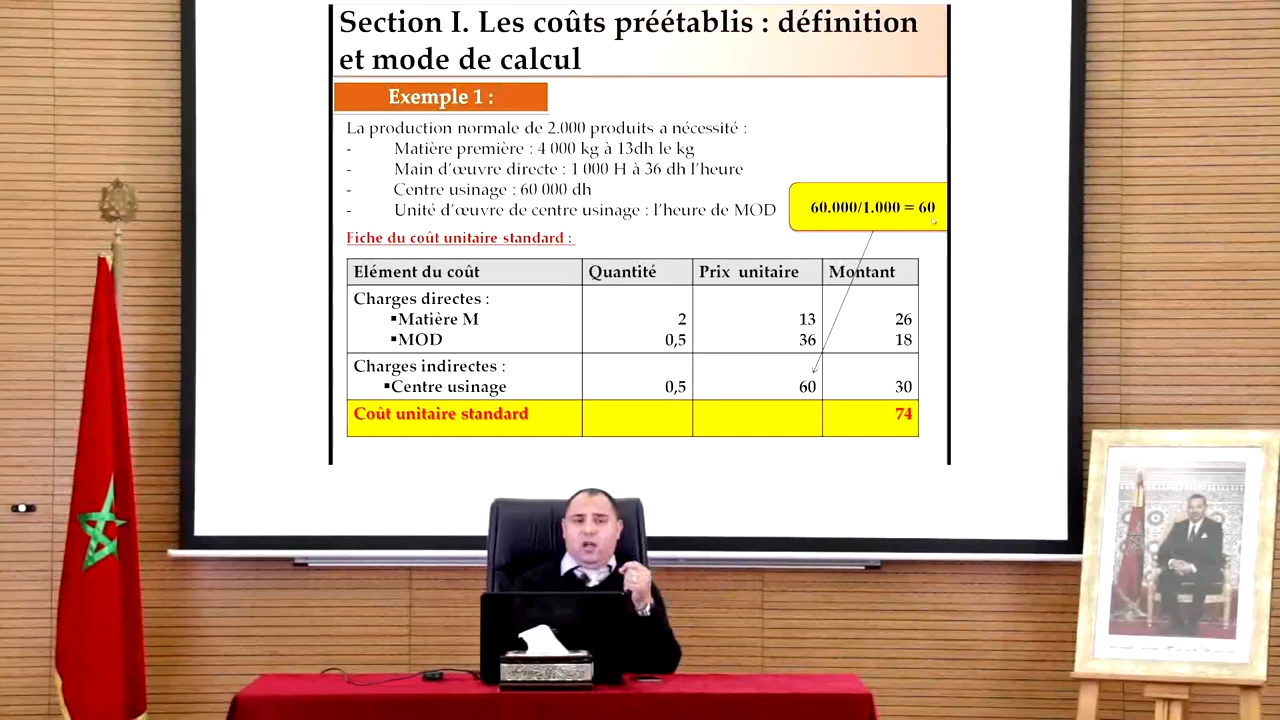 Section I. Les coûts préétablis : définition
et mode de calcul
Exemple 1 :
La production normale de 2.000 produits a nécessité :
- Matière première : 4 000 kg à 13dh le kg
- Main d'œuvre directe : 1 000 H à 36 dh l'heure
- Centre usinage : 60 000 dh
- Unité d'œuvre de centre usinage : l'heure de MOD
60.000/1.000 = 60
Fiche du coût unitaire standard :
Elément du coût Quantité Prix unitaire Montant
Charges directes :
▪Matière M 2 13 26
▪MOD 0,5 36 18
Charges indirectes :
▪Centre usinage 0,5 60 30
Coût unitaire standard 74